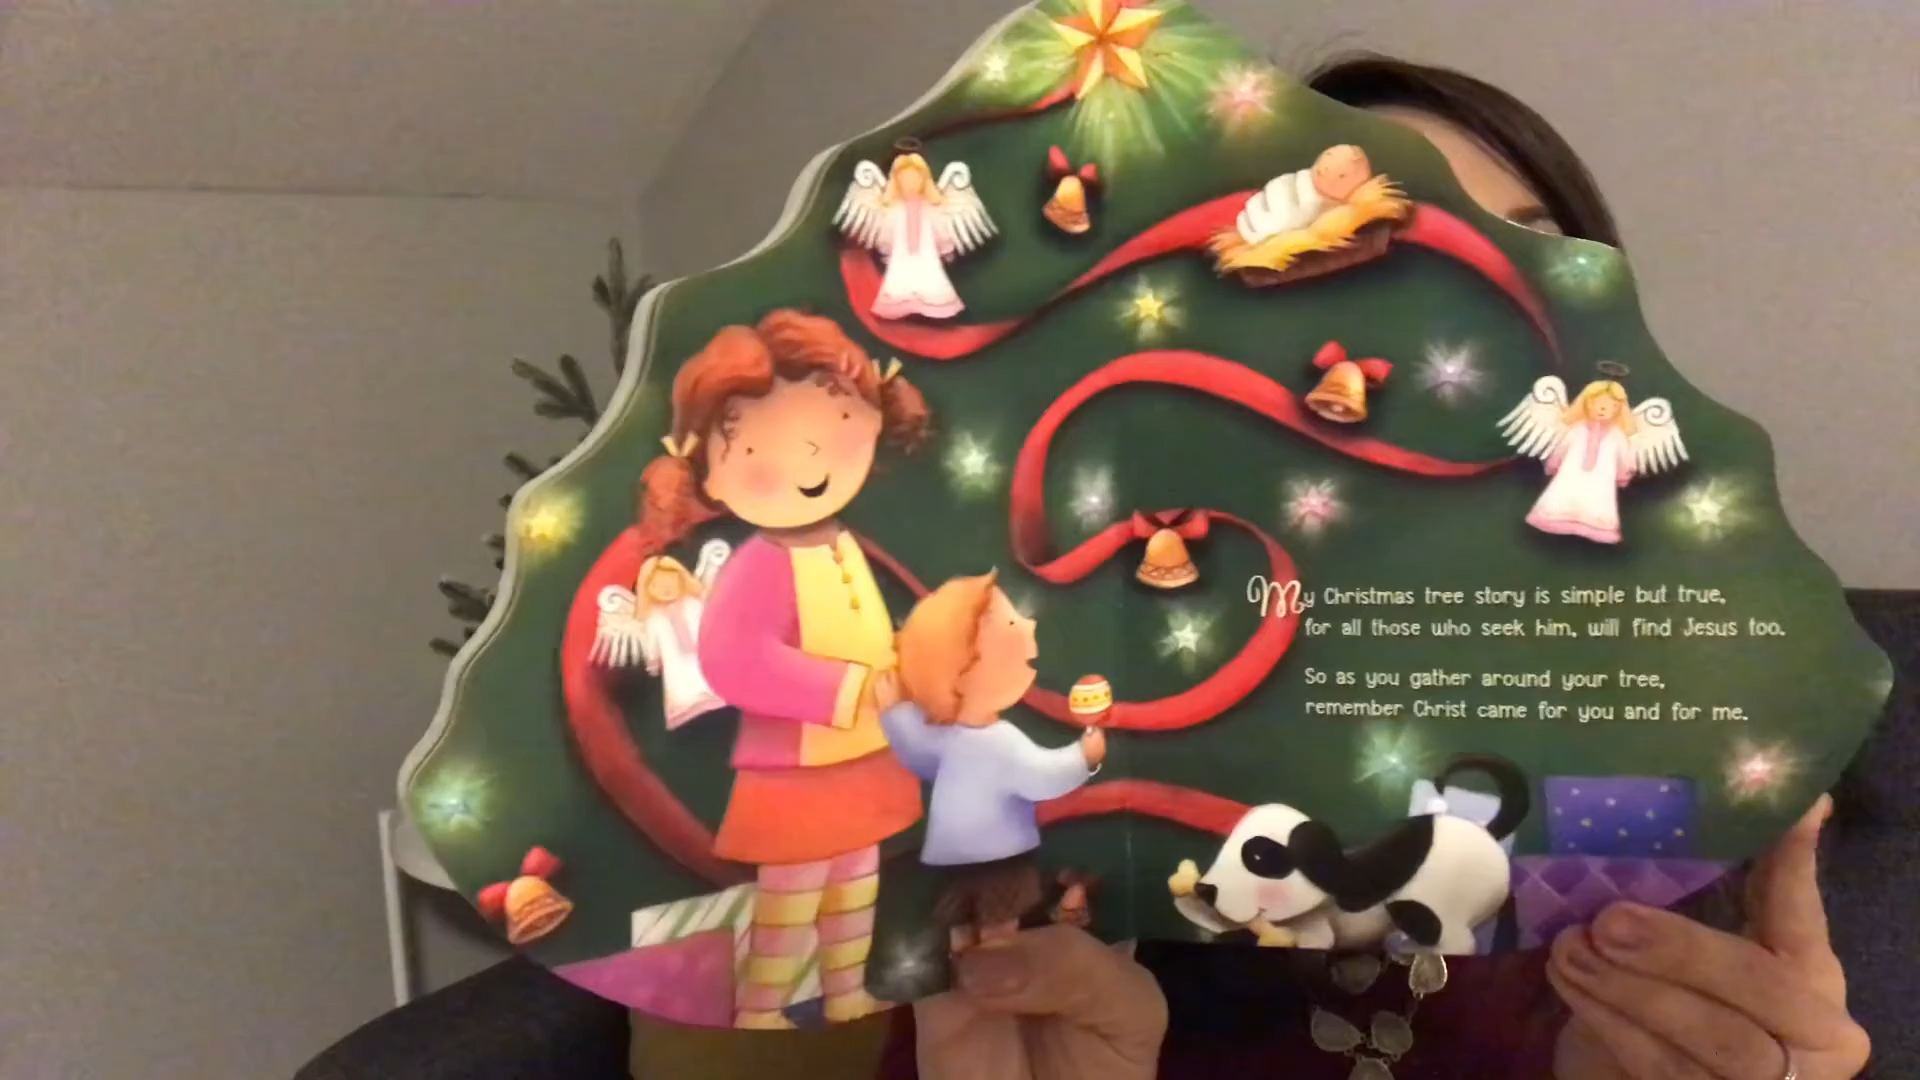 My Christmas tree story is simple but true,
for all those who seek him, will find Jesus too.
So as you gather around your tree,
remember Christ came for you and for me.